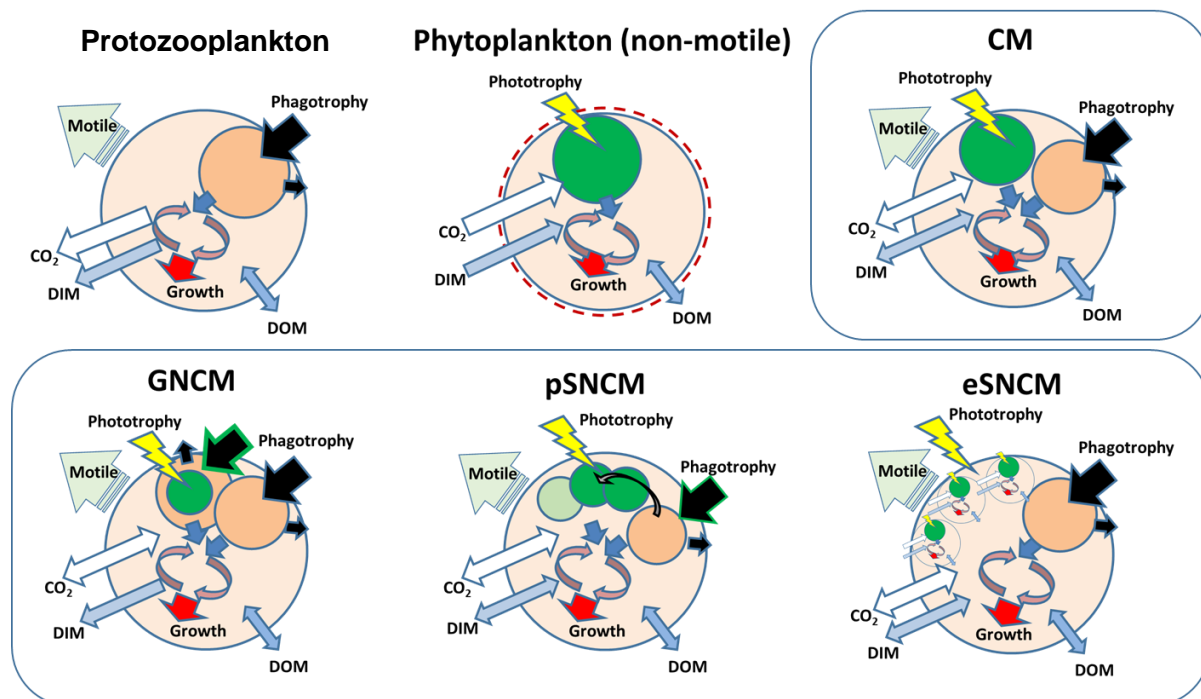 Protozooplankton
Phagotrophy
Motile
CO2
DIM
Growth
DOM
Phytoplankton (non-motile)
Phototrophy
CO2
DIM
Growth
DOM
CM
Phototrophy
Phagotrophy
Motile
CO2
DIM
Growth
DOM
GNCM
Phototrophy
Phagotrophy
Motile
CO2
DIM
Growth
DOM
pSNCM
Phototrophy
Phagotrophy
Motile
CO2
DIM
Growth
DOM
eSNCM
Phototrophy
Phagotrophy
Motile
CO2
DIM
Growth
DOM